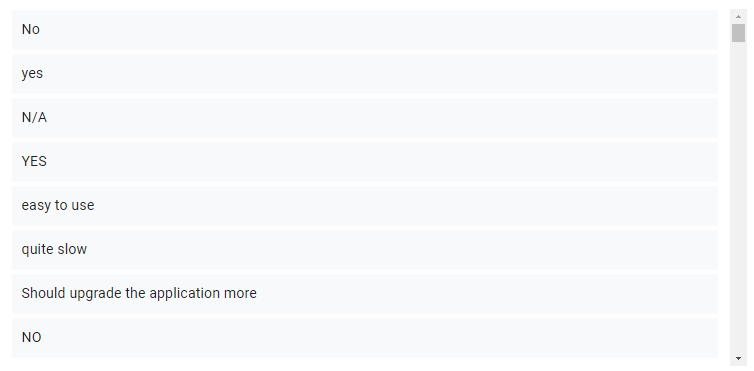 No
yes
N/A
YES
easy to use
quite slow
Should upgrade the application more
NO